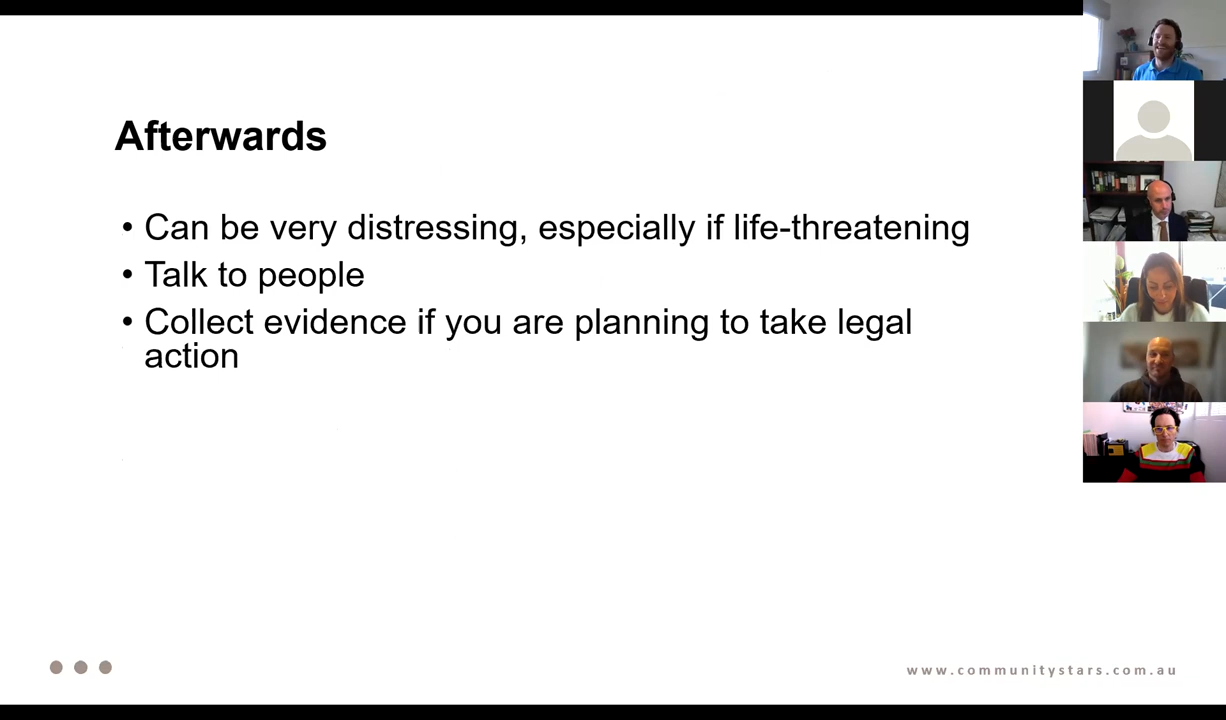 Afterwards
• Can be very distressing, especially if life-threatening
• Talk to people
• Collect evidence if you are planning to take legal
action
www.communitystars.com.au